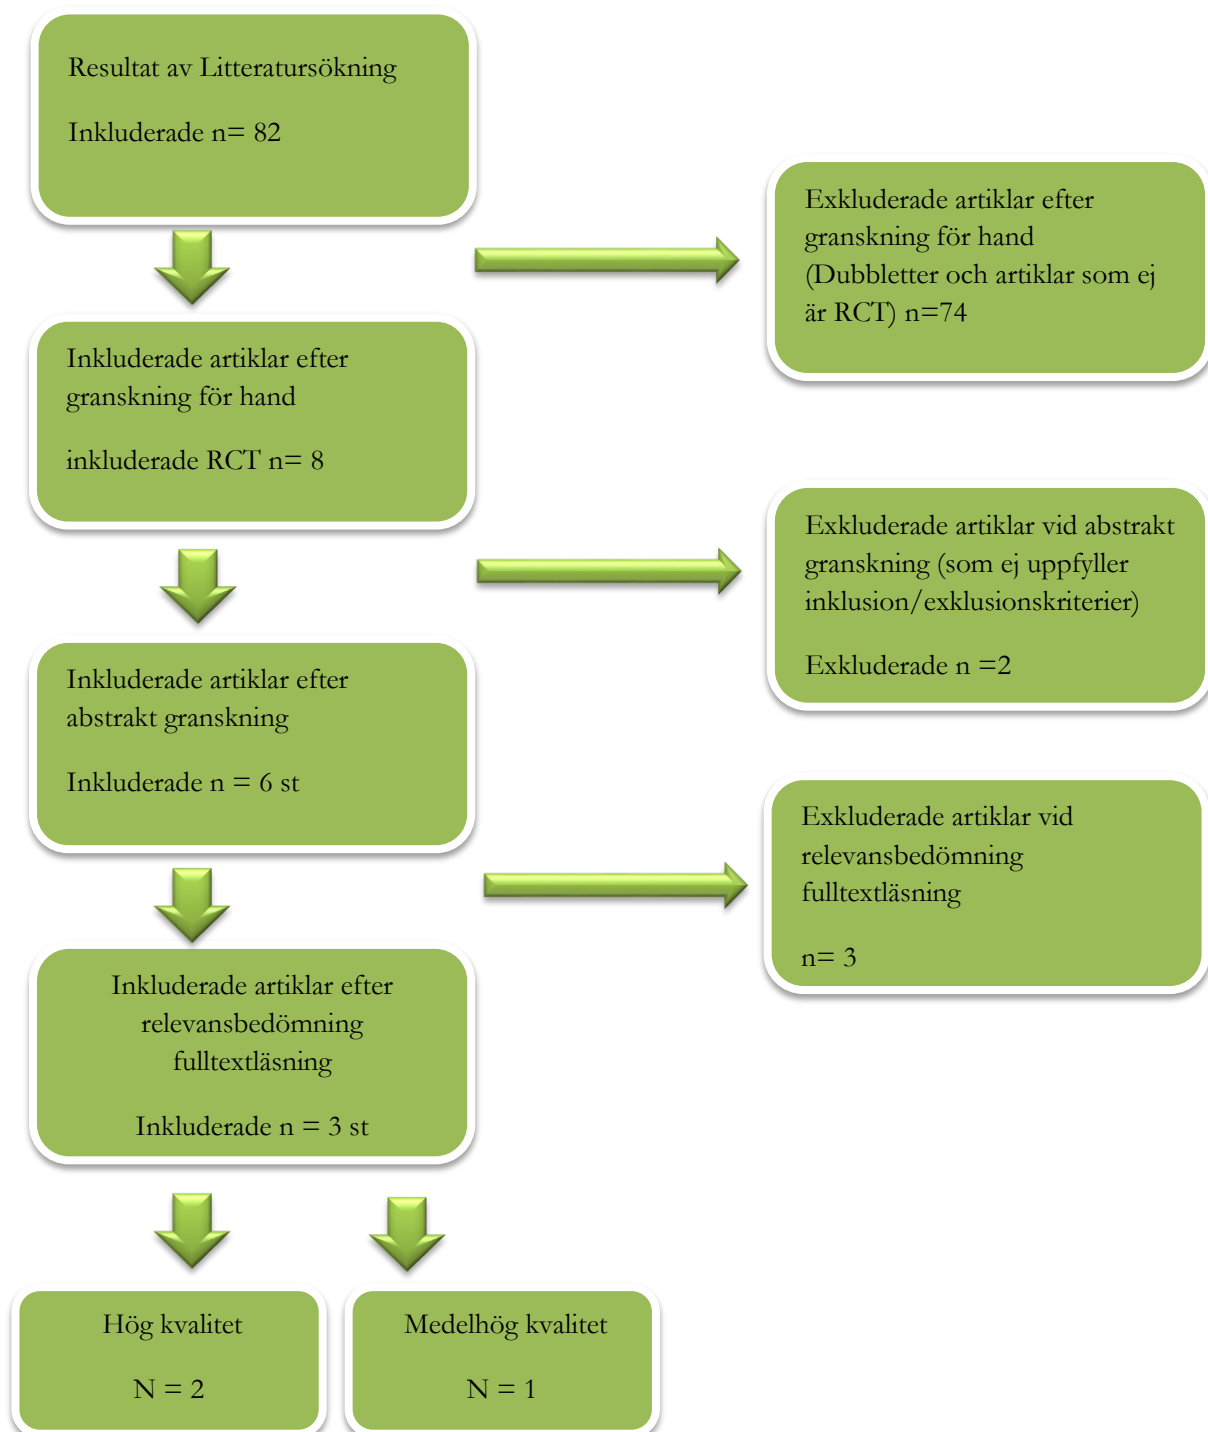 Resultat av Litteratursökning
Inkluderade n= 82
Exkluderade artiklar efter
granskning för hand
(Dubbletter och artiklar som ej
är RCT) n=74
Inkluderade artiklar efter
granskning för hand
inkluderade RCT n= 8
Exkluderade artiklar vid abstrakt
granskning (som ej uppfyller
inklusion/exklusionskriterier)
Exkluderade n =2
Inkluderade artiklar efter
abstrakt granskning
Inkluderade n = 6 st
Exkluderade artiklar vid
relevansbedömning
fulltextläsning
n= 3
Inkluderade artiklar efter
relevansbedömning
fulltextläsning
Inkluderade n = 3 st
Hög kvalitet
N = 2
Medelhög kvalitet
N = 1